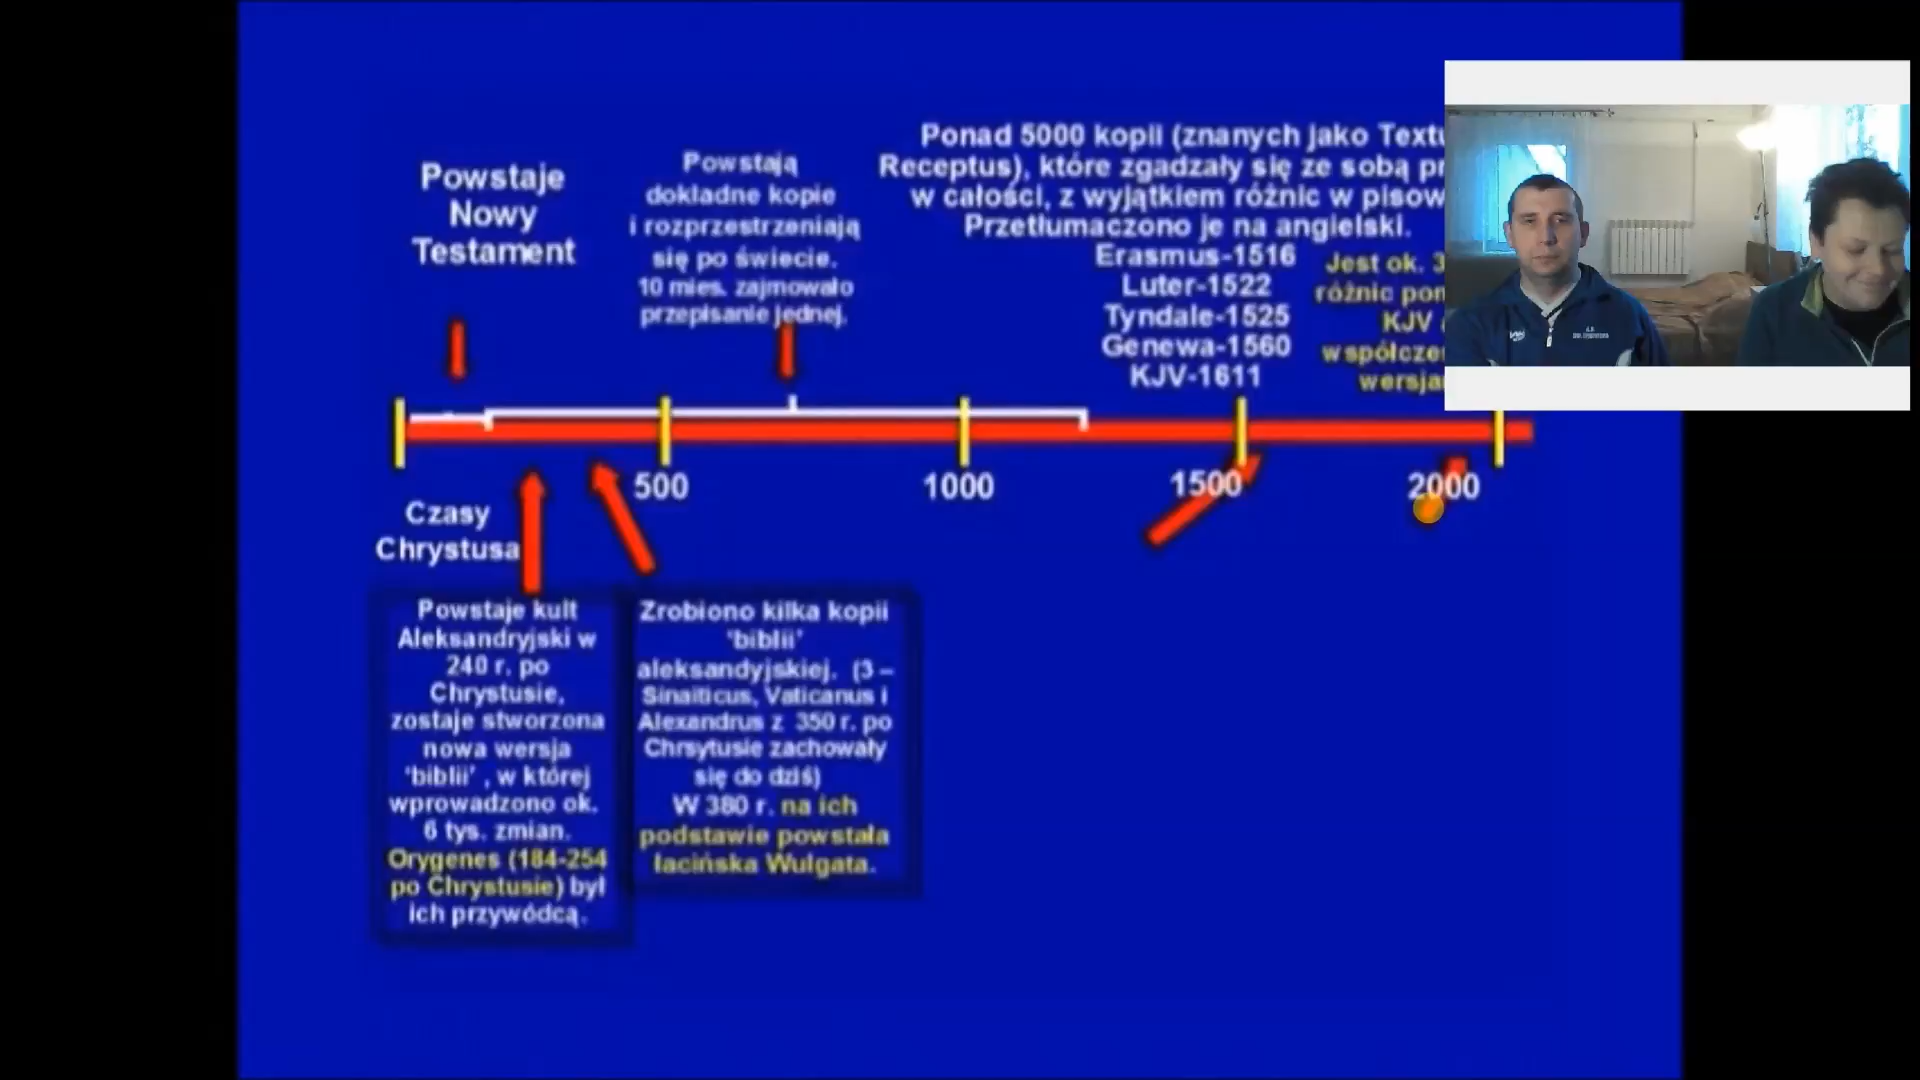 Powstaje
Nowy
Testament
Powstają
dokladne kopie
i rozprzestrzeniają
się po świecie.
10 mies. zajmowało
przepisanie jednej.
Ponad 5000 kopii (znanych jako Textu
Receptus), które zgadzały się ze sobą pr
w całości, z wyjątkiem różnic w pisow
Przetłumaczono je na angielski.
Erasmus-1516
Luter-1522
Tyndale-1525
Genewa-1560
KJV-1611
Jest ok. 3
różnic pon
KJV
współcze
wersja
500
1000
1500
2000
Czasy
Chrystusa
Powstaje kult
Aleksandryjski w
240 r. po
Chrystusie,
zostaje stworzona
nowa wersja
'biblii' , w której
wprowadzono ok.
6 tys. zmian.
Orygenes (184-254
po Chrystusie) był
ich przywódcą.
Zrobiono kilka kopii
'biblii'
aleksandyjskiej. (3 –
Sinaiticus, Vaticanus i
Alexandrus z 350 r. po
Chrsytusie zachowały
się do dziś)
W 380 r. na ich
podstawie powstała
łacińska Wulgata.